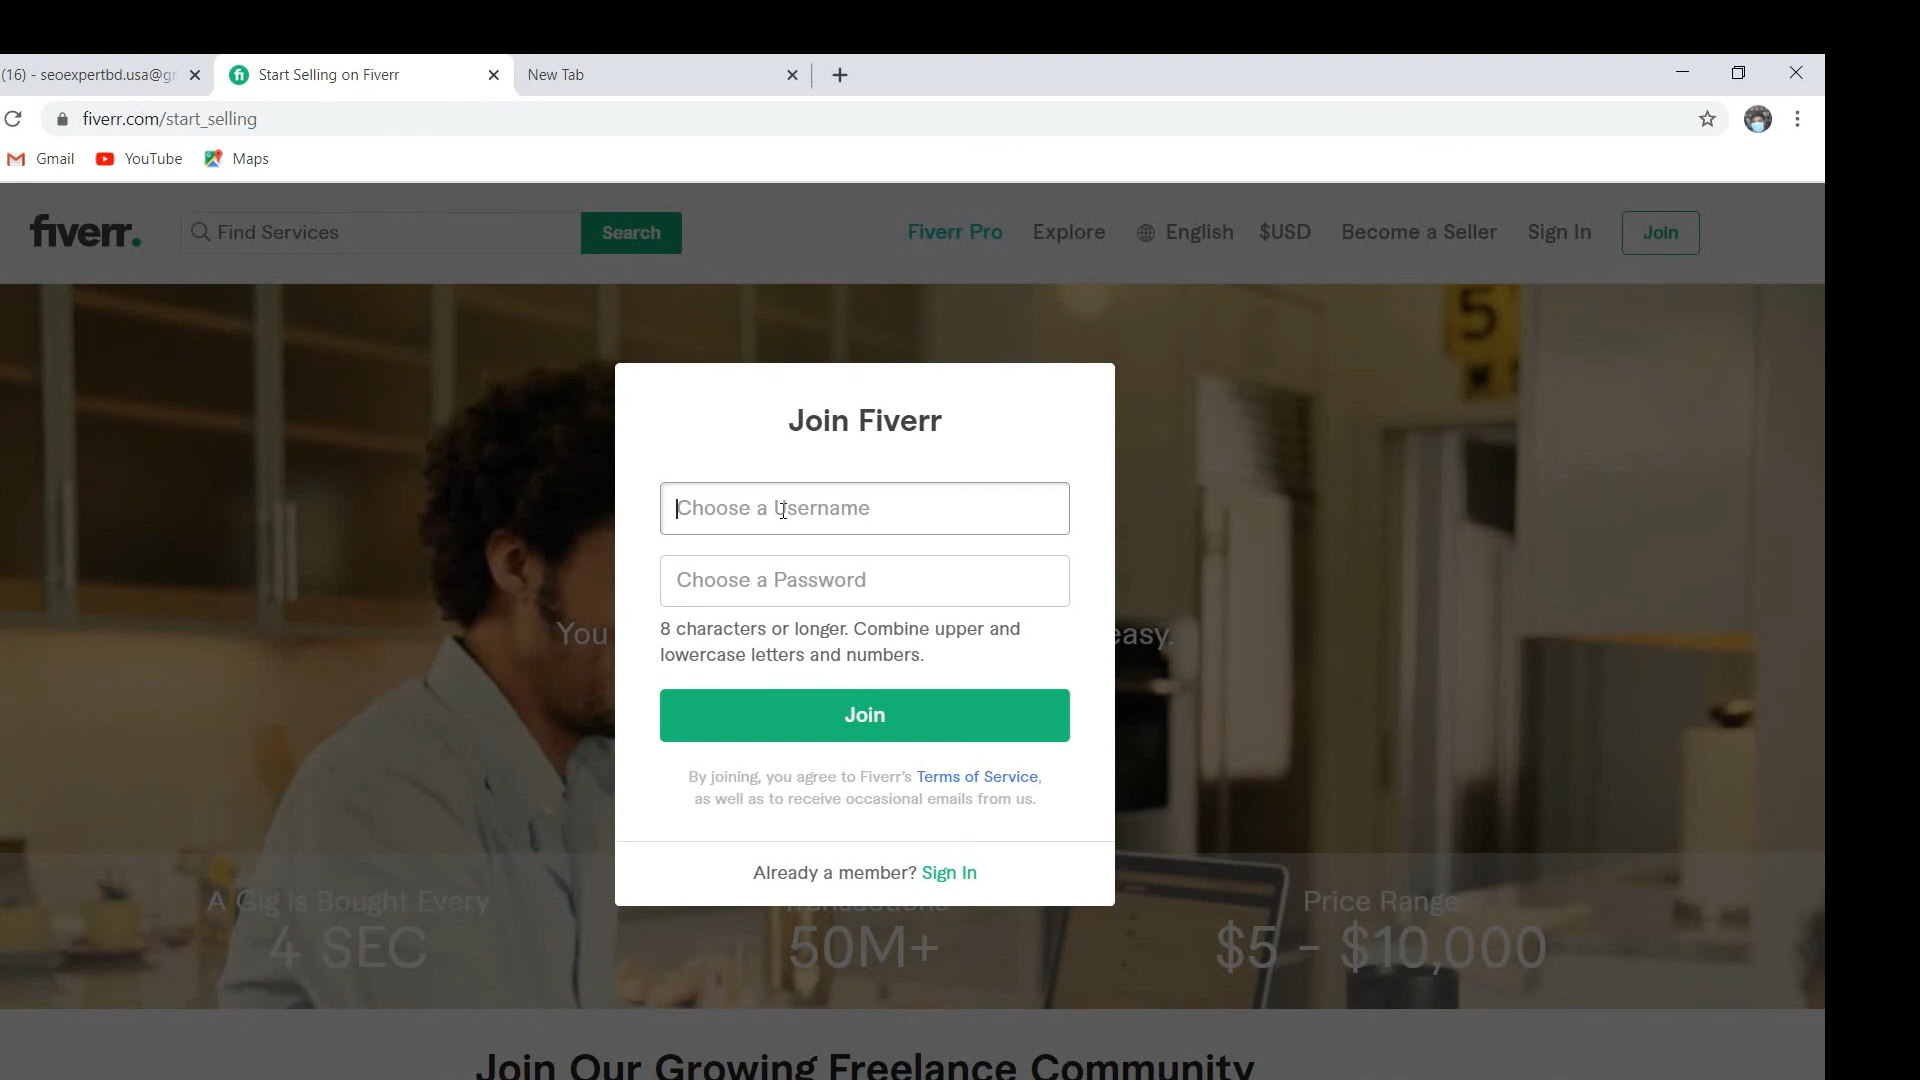 (16) - seoexpertbd.usa@g
Start Selling on Fiverr
New Tab
fiverr.com/start_selling
Gmail
YouTube
Maps
fiverr.
Find Services
Search
Fiverr Pro
Explore
English
$USD
Become a Seller
Sign In
Join
Join Fiverr
Choose a Username
Choose a Password
8 characters or longer. Combine upper and
lowercase letters and numbers.
Join
By joining, you agree to Fiverr's Terms of Service,
as well as to receive occasional emails from us.
Already a member? Sign In
You
easy.
A Gig is Bought Every
4 SEC
Transactions
50M+
Price Range
$5 - $10,000
Join Our Growing Freelance Community